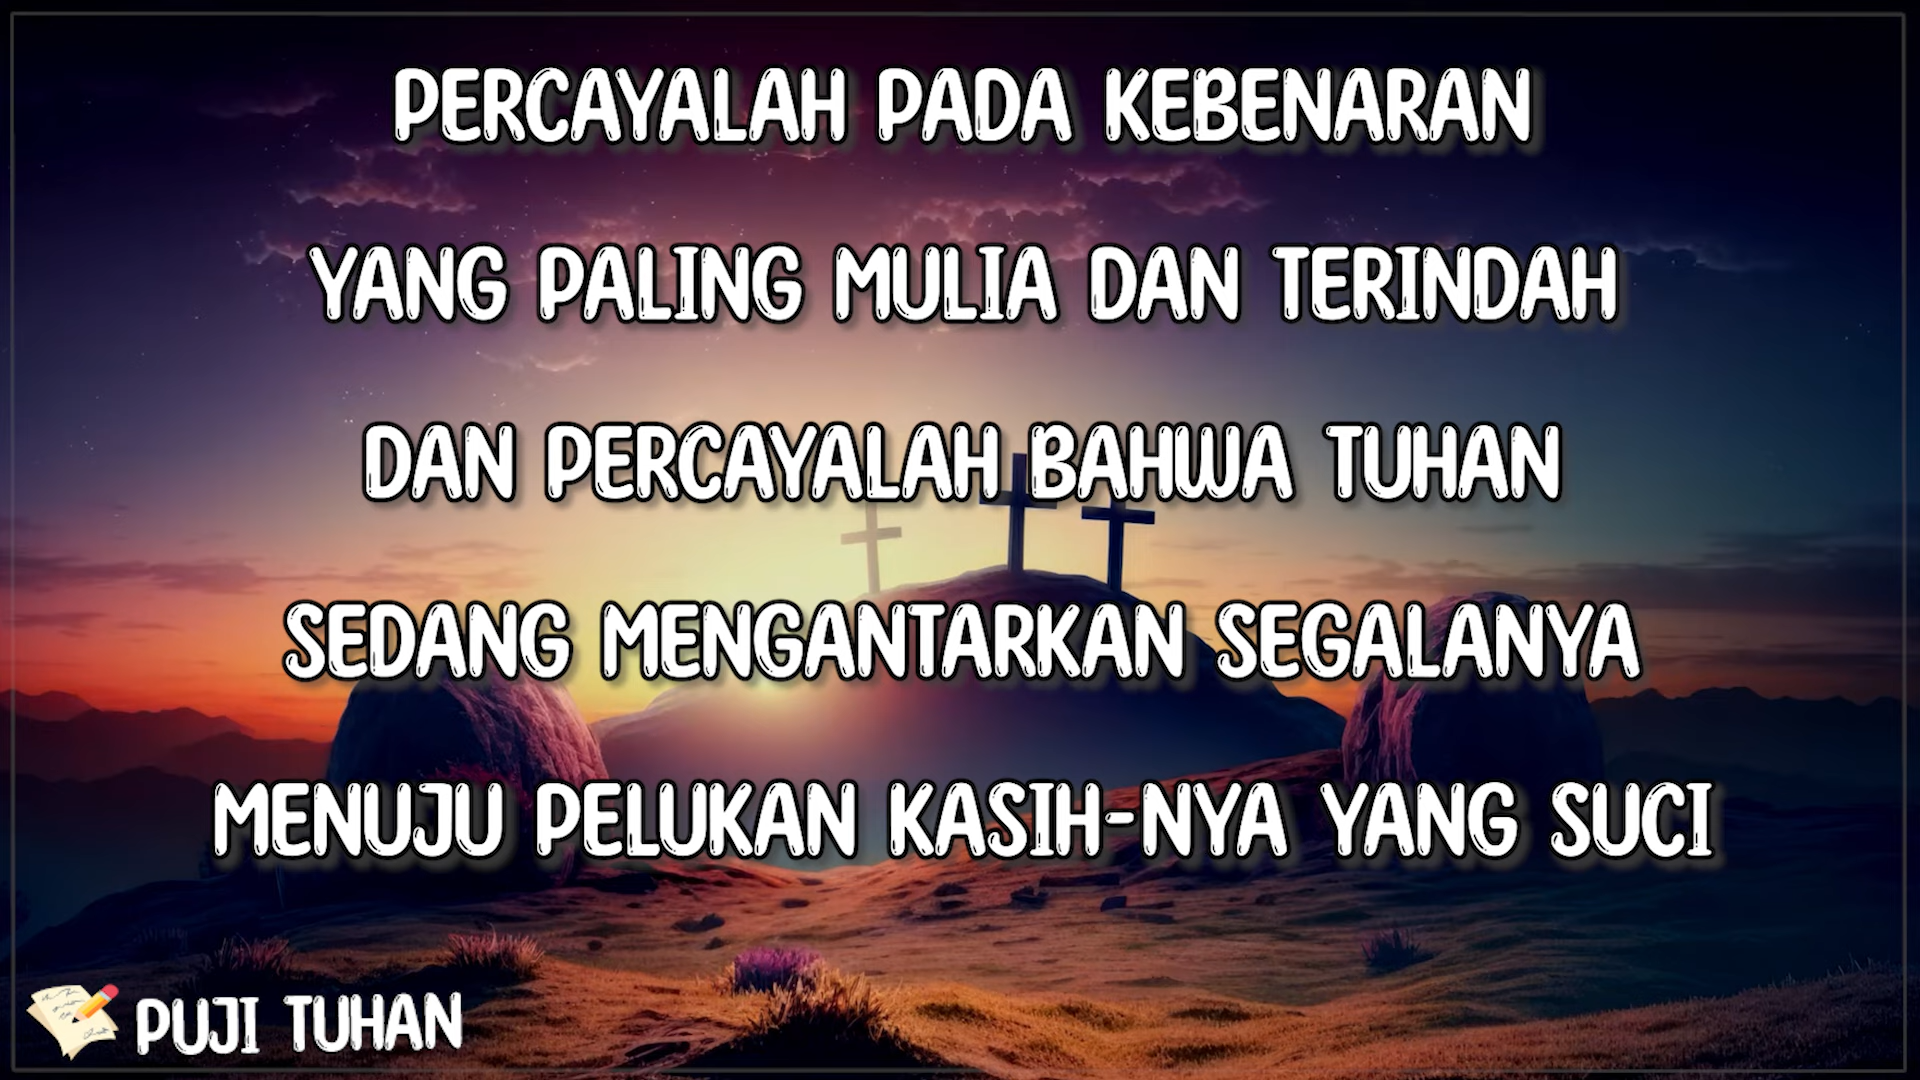 PERCAYALAH PADA KEBENARAN
YANG PALING MULIA DAN TERINDAH
DAN PERCAYALAH BAHWA TUHAN
SEDANG MENGANTARKAN SEGALANYA
MENUJU PELUKAN KASIH-NYA YANG SUCI
PUJI TUHAN